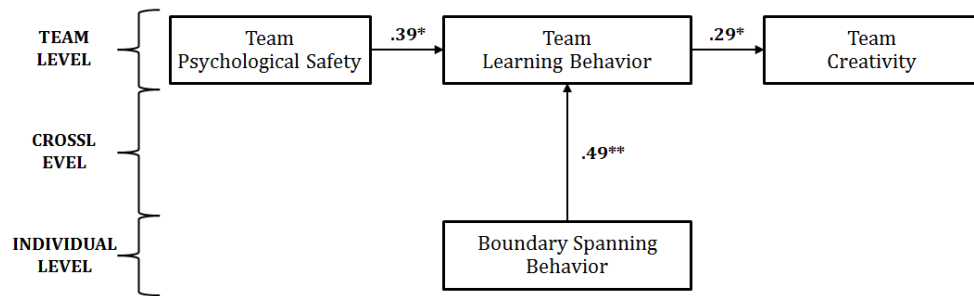 TEAM
LEVEL
Team
Psychological Safety
.39*
Team
Learning Behavior
.29*
Team
Creativity
CROSSL
EVEL
.49**
INDIVIDUAL
LEVEL
Boundary Spanning
Behavior